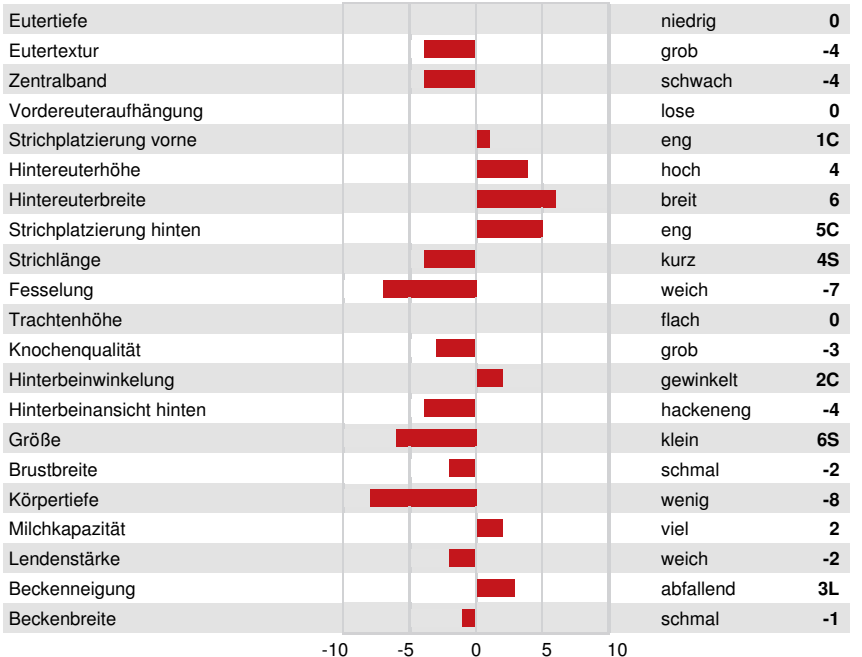 Eutertiefe niedrig 0
Eutertextur grob -4
Zentralband schwach -4
Vordereuteraufhängung lose 0
Strichplatzierung vorne eng 1C
Hintereuterhöhe hoch 4
Hintereuterbreite breit 6
Strichplatzierung hinten eng 5C
Strichlänge kurz 4S
Fesselung weich -7
Trachtenhöhe flach 0
Knochenqualität grob -3
Hinterbeinwinkelung gewinkelt 2C
Hinterbeinansicht hinten hackeneng -4
Größe klein 6S
Brustbreite schmal -2
Körpertiefe wenig -8
Milchkapazität viel 2
Lendenstärke weich -2
Beckenneigung abfallend 3L
Beckenbreite schmal -1
-10 -5 0 5 10